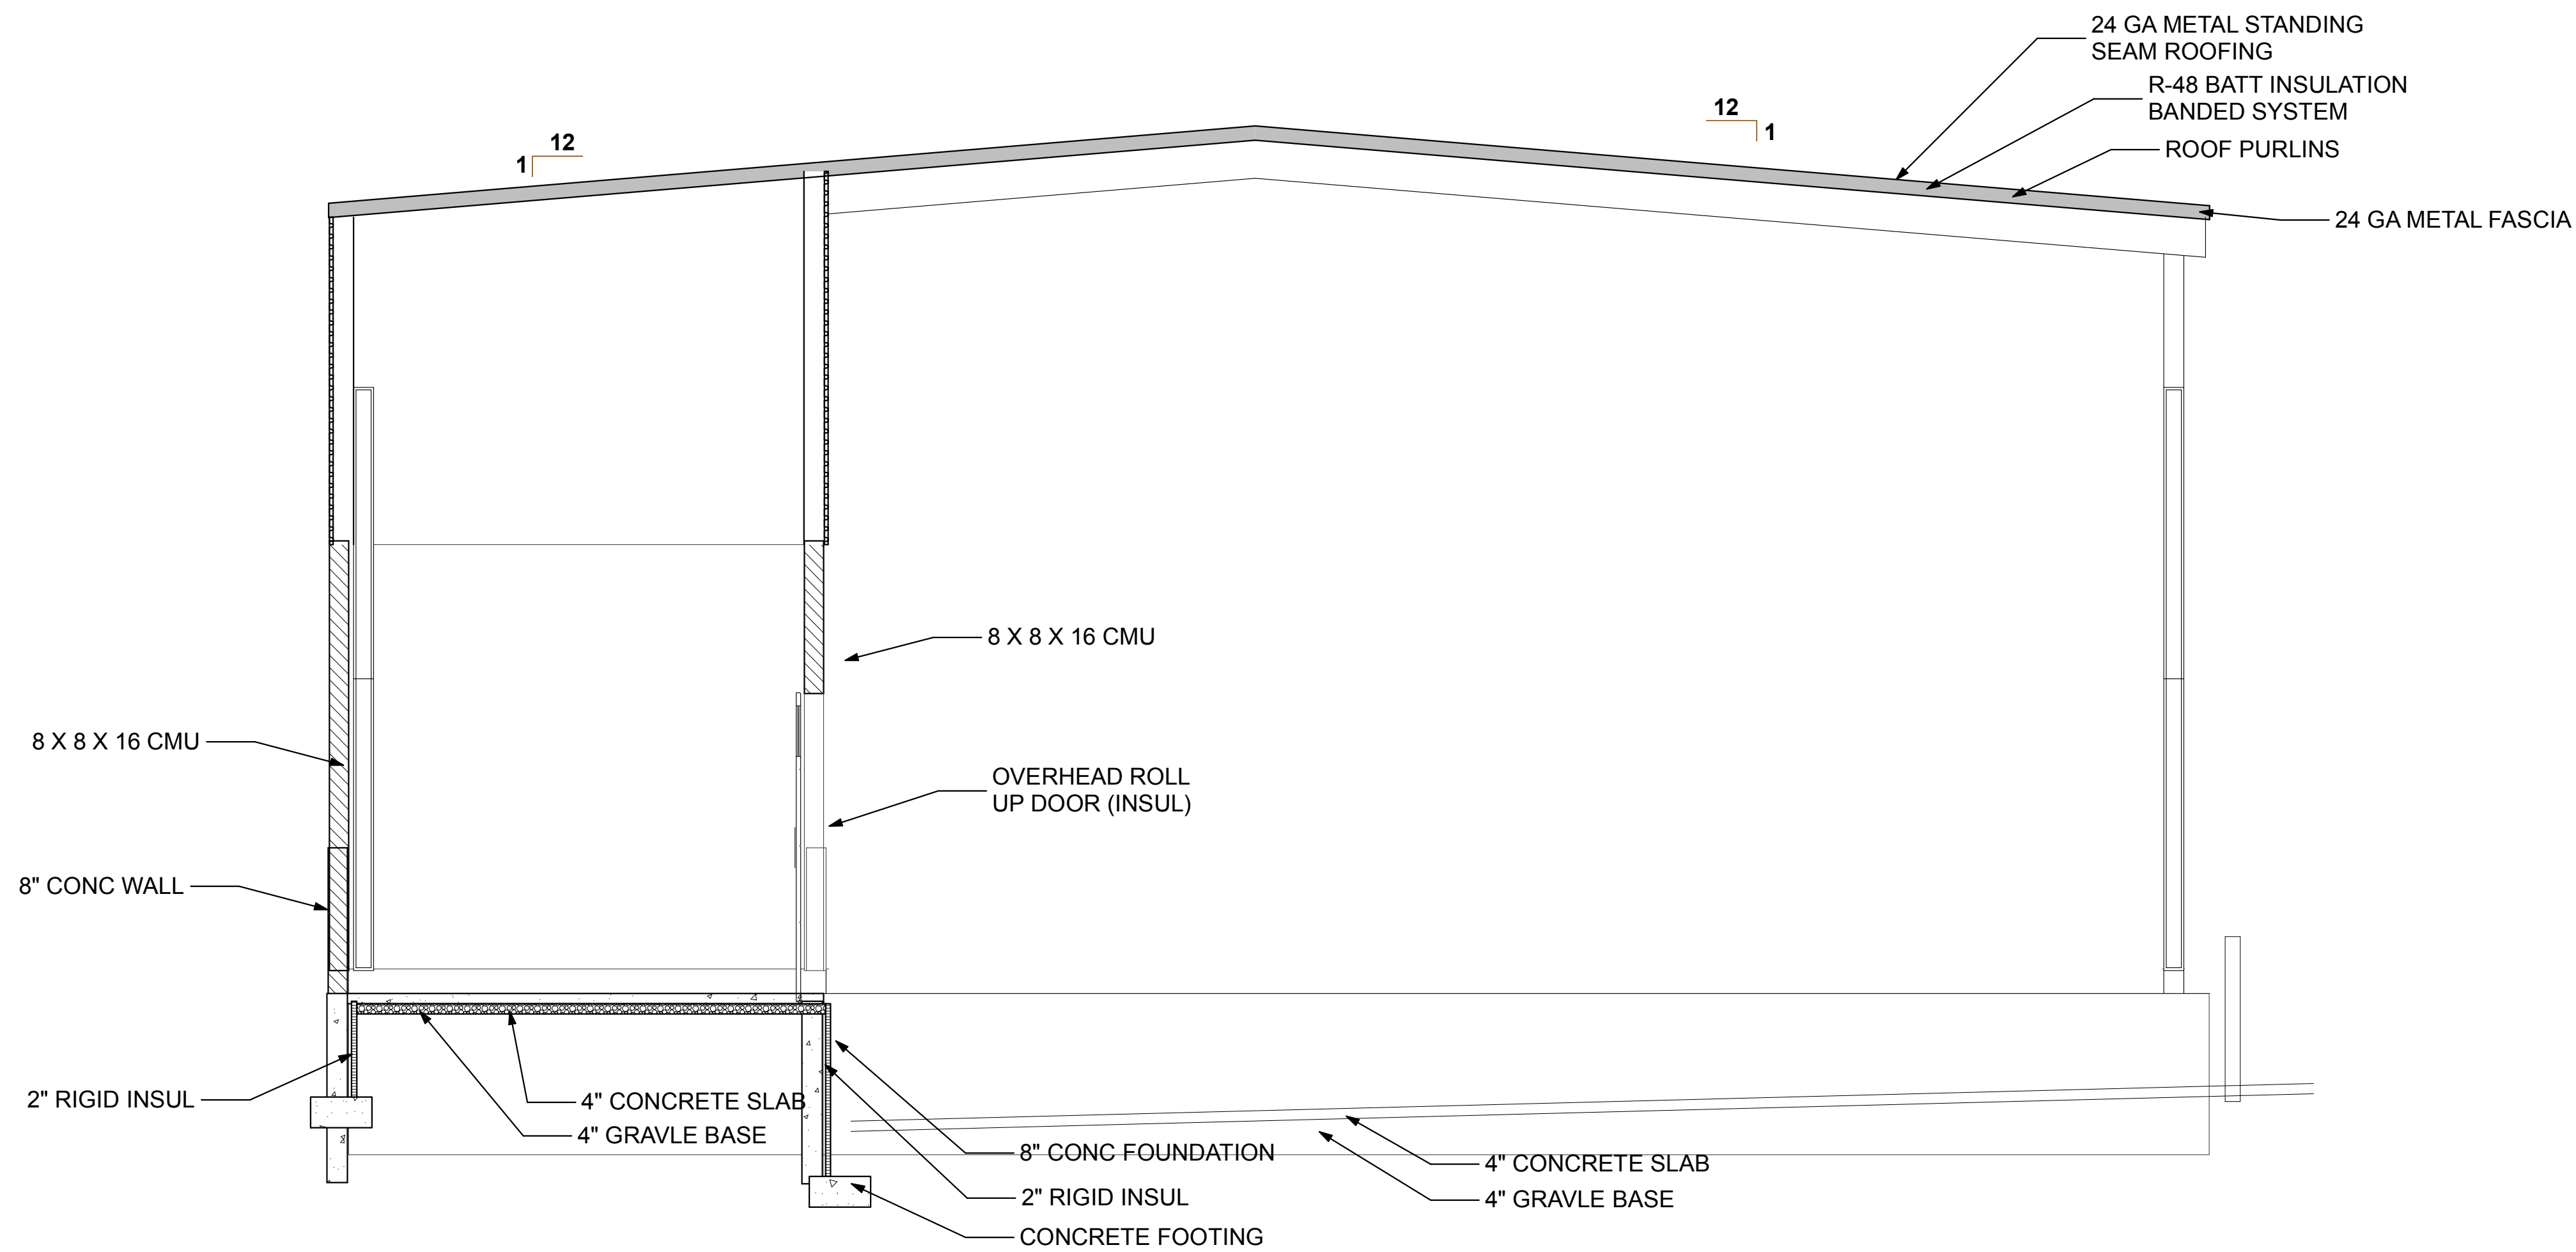 24 GA METAL STANDING
SEAM ROOFING
R-48 BATT INSULATION
BANDED SYSTEM
12
1
12
1
ROOF PURLINS
24 GA METAL FASCIA
8 X 8 X 16 CMU
8 X 8 X 16 CMU
OVERHEAD ROLL
UP DOOR (INSUL)
8" CONC WALL
2" RIGID INSUL
4" CONCRETE SLAB
4" GRAVLE BASE
8" CONC FOUNDATION
4" CONCRETE SLAB
2" RIGID INSUL
4" GRAVLE BASE
CONCRETE FOOTING